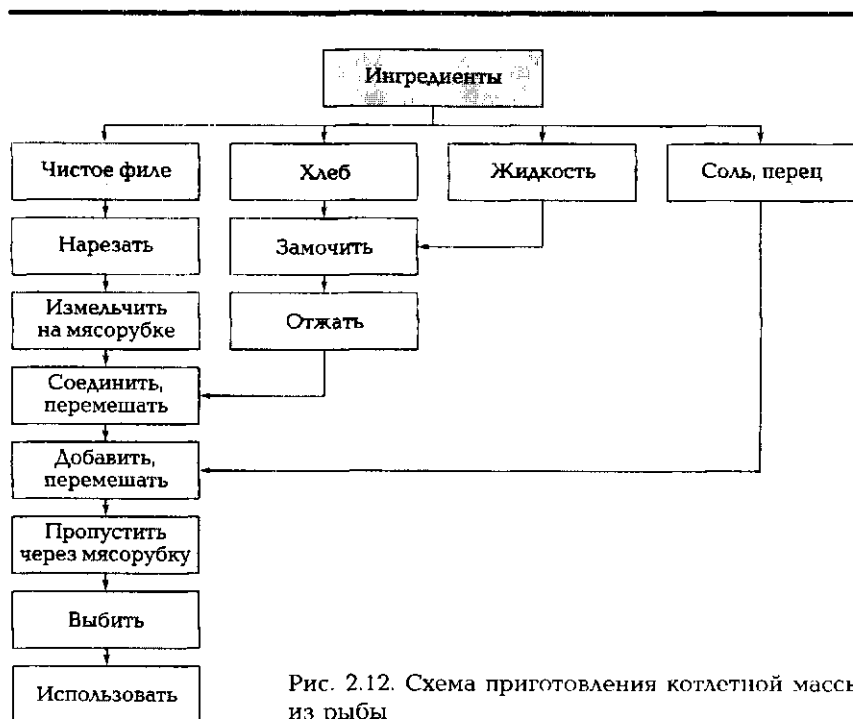 Ингредиенты
Чистое филе
Хлеб
Жидкость
Соль, перец
Нарезать
Замочить
Измельчить
на мясорубке
Отжать
Соединить,
перемешать
Добавить,
перемешать
Пропустить
через мясорубку
Выбить
Использовать
Рис. 2.12. Схема приготовления котлетной массы
из рыбы